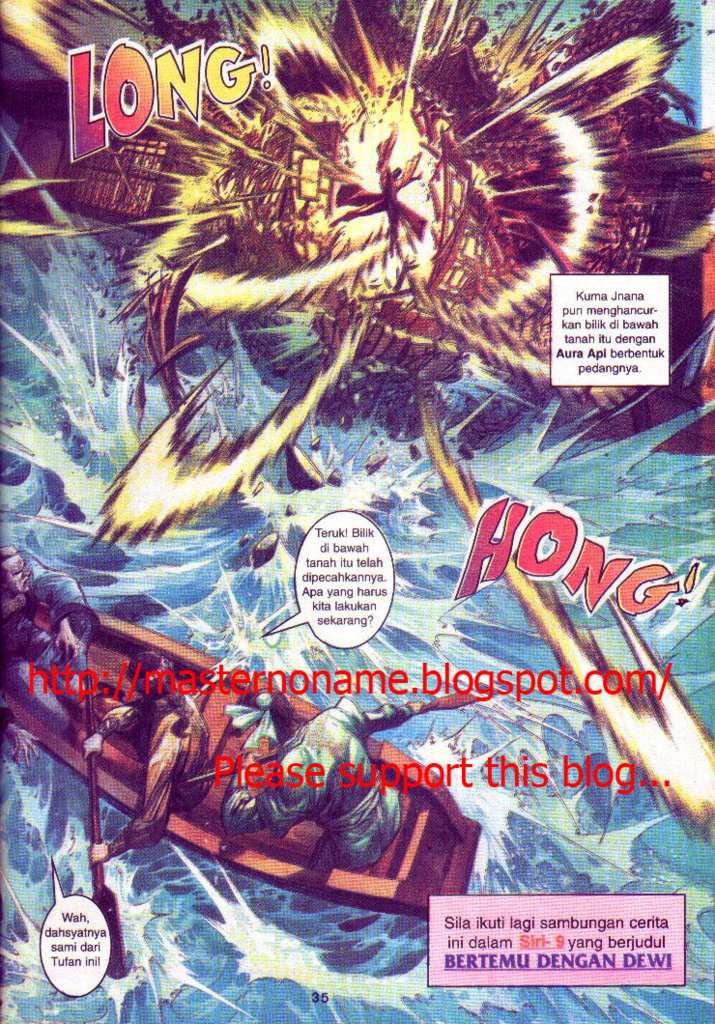 LONG!
Kuma Jnana
pun menghancur-
kan bilik di bawah
tanah itu dengan
Aura Api berbentuk
pedangnya.
Teruk! Bilik
di bawah
tanah itu telah
dipecahkannya.
Apa yang harus
kita lakukan
sekarang?
HONG!
http://masternoname.blogspot.com/
Please support this blog...
Wah,
dahsyatnya
sami dari
Tufan ini!
Sila ikuti lagi sambungan cerita
ini dalam Siri- 9 yang berjudul
BERTEMU DENGAN DEWI
35